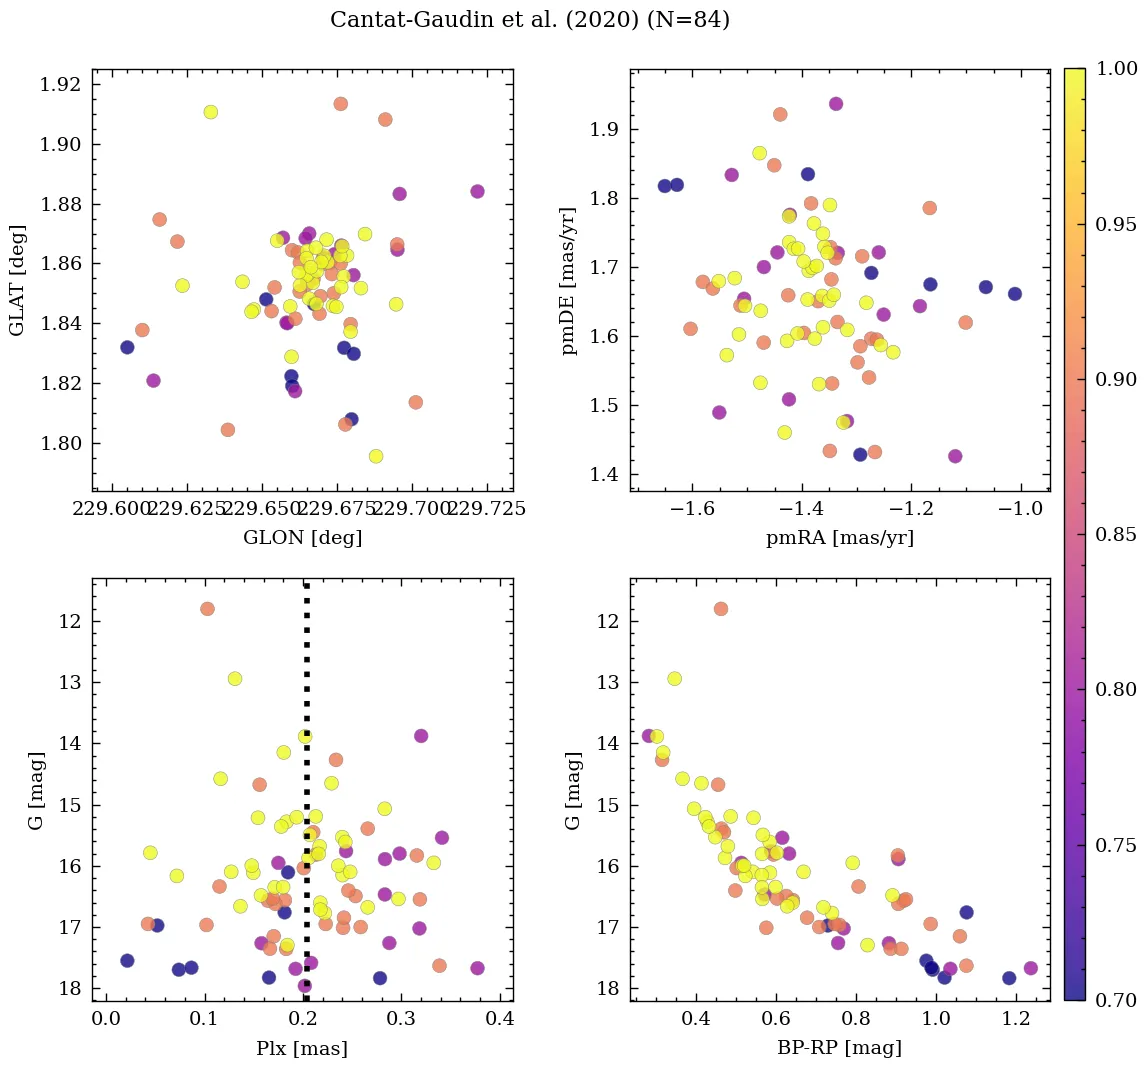 Cantat-Gaudin et al. (2020) (N=84)
1.92
1.90
1.88
1.86
1.84
1.82
1.80
GLAT [deg]
229.600 229.625 229.650 229.675 229.700 229.725
GLON [deg]
1.9
1.8
1.7
1.6
1.5
1.4
pmDE [mas/yr]
−1.6 −1.4 −1.2 −1.0
pmRA [mas/yr]
12
13
14
15
16
17
18
G [mag]
0.0 0.1 0.2 0.3 0.4
Plx [mas]
12
13
14
15
16
17
18
G [mag]
0.4 0.6 0.8 1.0 1.2
BP-RP [mag]
1.00
0.95
0.90
0.85
0.80
0.75
0.70